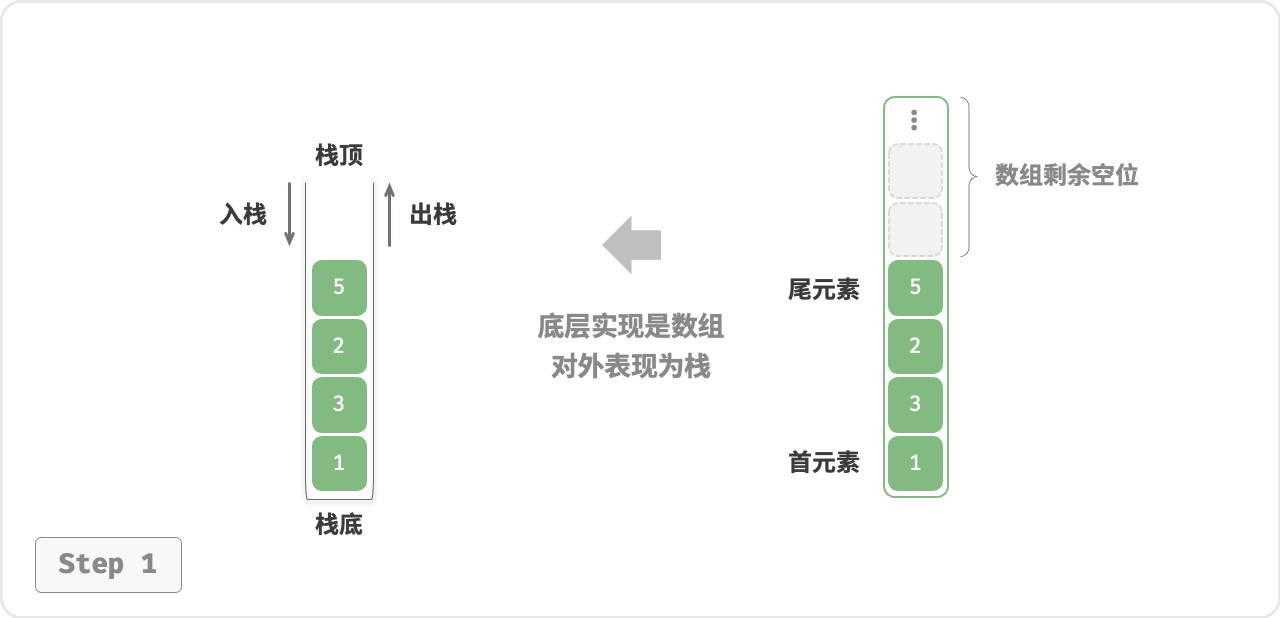 栈顶
入栈
出栈
5
2
3
1
栈底
底层实现是数组
对外表现为栈
数组剩余空位
尾元素
5
2
3
首元素
1
Step 1